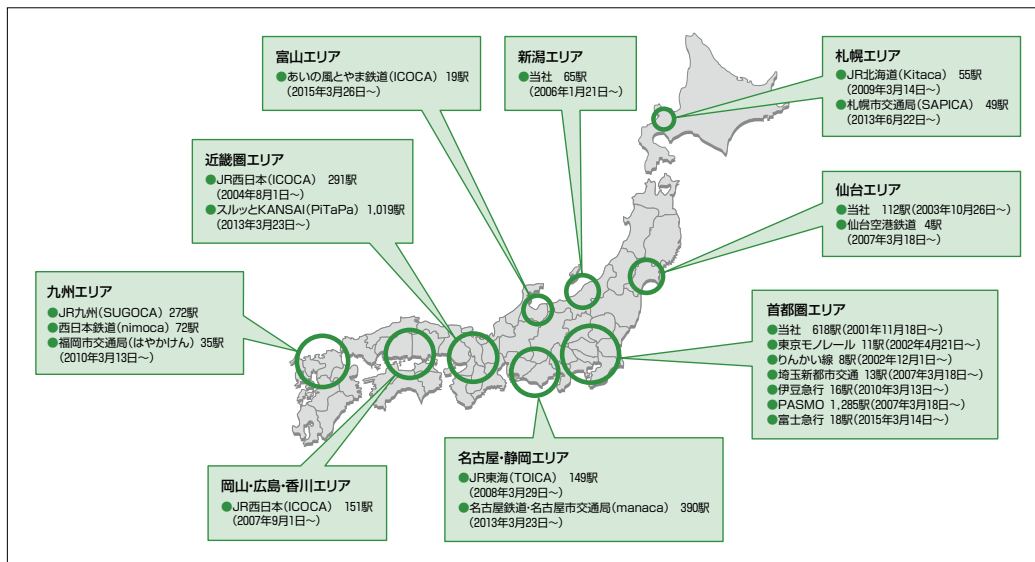 富山エリア
●あいの風とやま鉄道(ICOCA) 19駅
(2015年3月26日~)
新潟エリア
●当社 65駅
(2006年1月21日~)
札幌エリア
●JR北海道(Kitaca) 55駅
(2009年3月14日~)
●札幌市交通局(SAPICA) 49駅
(2013年6月22日~)
近畿圏エリア
●JR西日本(ICOCA) 291駅
(2004年8月1日~)
●スルッとKANSAI(PiTaPa) 1,019駅
(2013年3月23日~)
仙台エリア
●当社 112駅(2003年10月26日~)
●仙台空港鉄道 4駅
(2007年3月18日~)
九州エリア
●JR九州(SUGOCA) 272駅
●西日本鉄道(nimoca) 72駅
●福岡市交通局(はやかけん) 35駅
(2010年3月13日~)
首都圏エリア
●当社 618駅(2001年11月18日~)
●東京モノレール 11駅(2002年4月21日~)
●りんかい線 8駅(2002年12月1日~)
●埼玉新都市交通 13駅(2007年3月18日~)
●伊豆急行 16駅(2010年3月13日~)
●PASMO 1,285駅(2007年3月18日~)
●富士急行 18駅(2015年3月14日~)
岡山・広島・香川エリア
●JR西日本(ICOCA) 151駅
(2007年9月1日~)
名古屋・静岡エリア
●JR東海(TOICA) 149駅
(2008年3月29日~)
●名古屋鉄道・名古屋市交通局(manaca) 390駅
(2013年3月23日~)